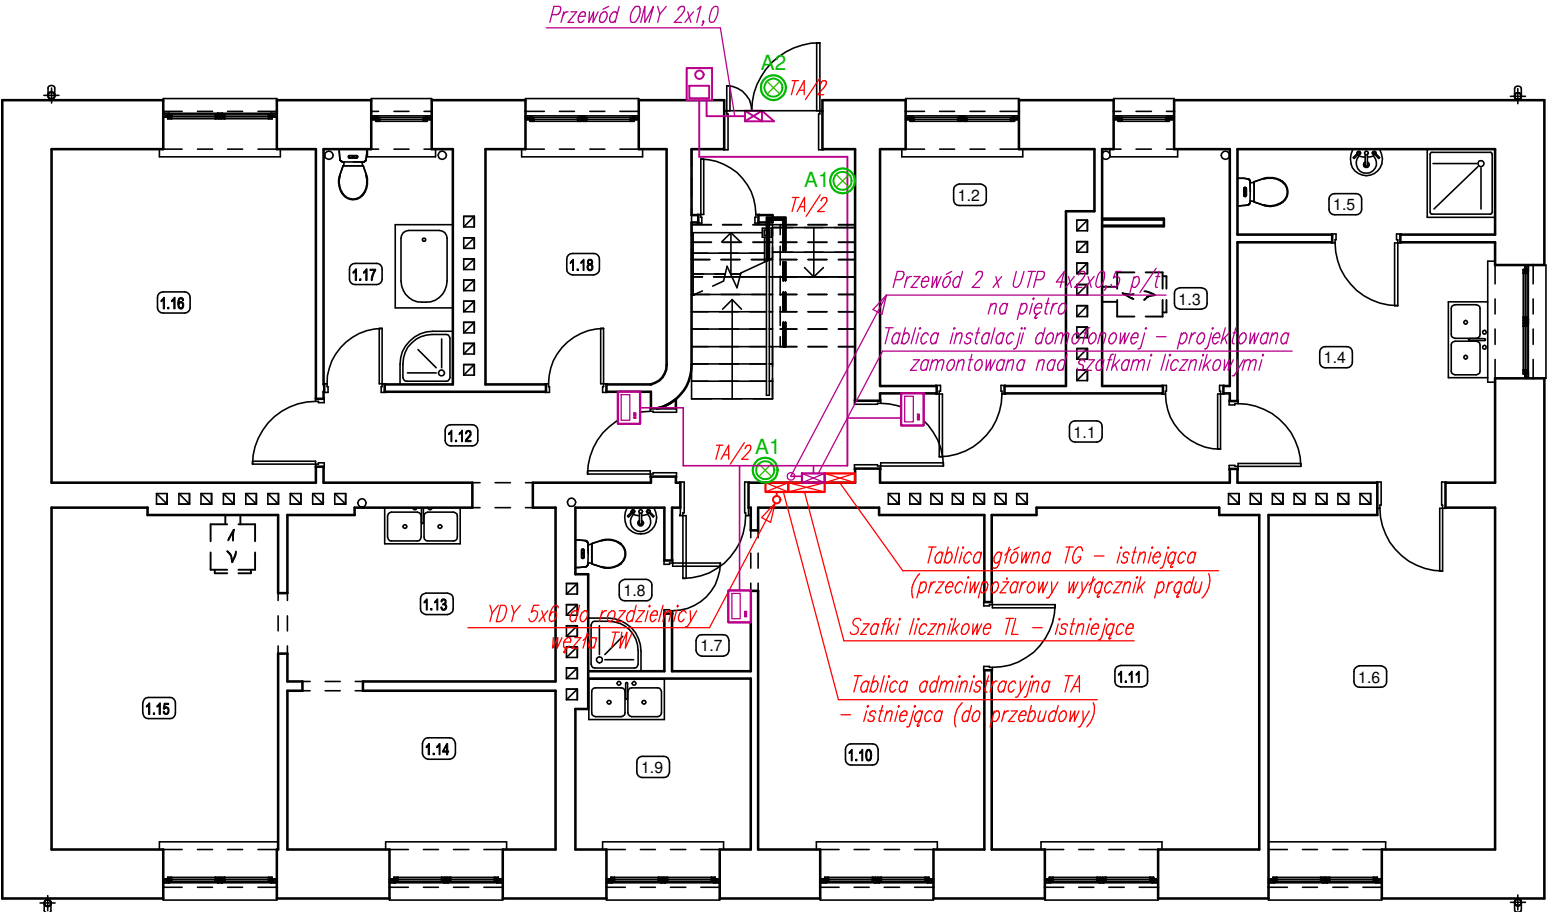 Przewód OMY 2x1,0
A2
TA/2
A1
TA/2
1.2
1.5
1.17
1.18
1.16
Przewód 2 x UTP 4x2x0,5 p/t
na piętro
1.3
Tablica instalacji domofonowej – projektowana
zamontowana nad szafkami licznikowymi
1.4
1.12
1.1
TA/2
A1
Tablica główna TG – istniejąca
(przeciwpożarowy wyłącznik prądu)
1.8
1.13
YDY 5x6 do rozdzielnicy
węzła TW
1.7
Szafki licznikowe TL – istniejące
1.11
1.6
Tablica administracyjna TA
– istniejąca (do przebudowy)
1.15
1.14
1.9
1.10